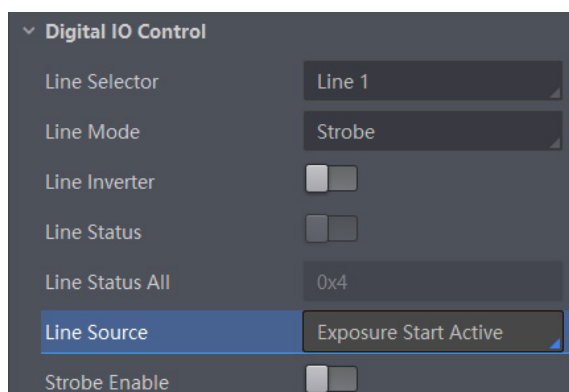 Digital IO Control
Line Selector Line 1
Line Mode Strobe
Line Inverter
Line Status
Line Status All 0x4
Line Source Exposure Start Active
Strobe Enable